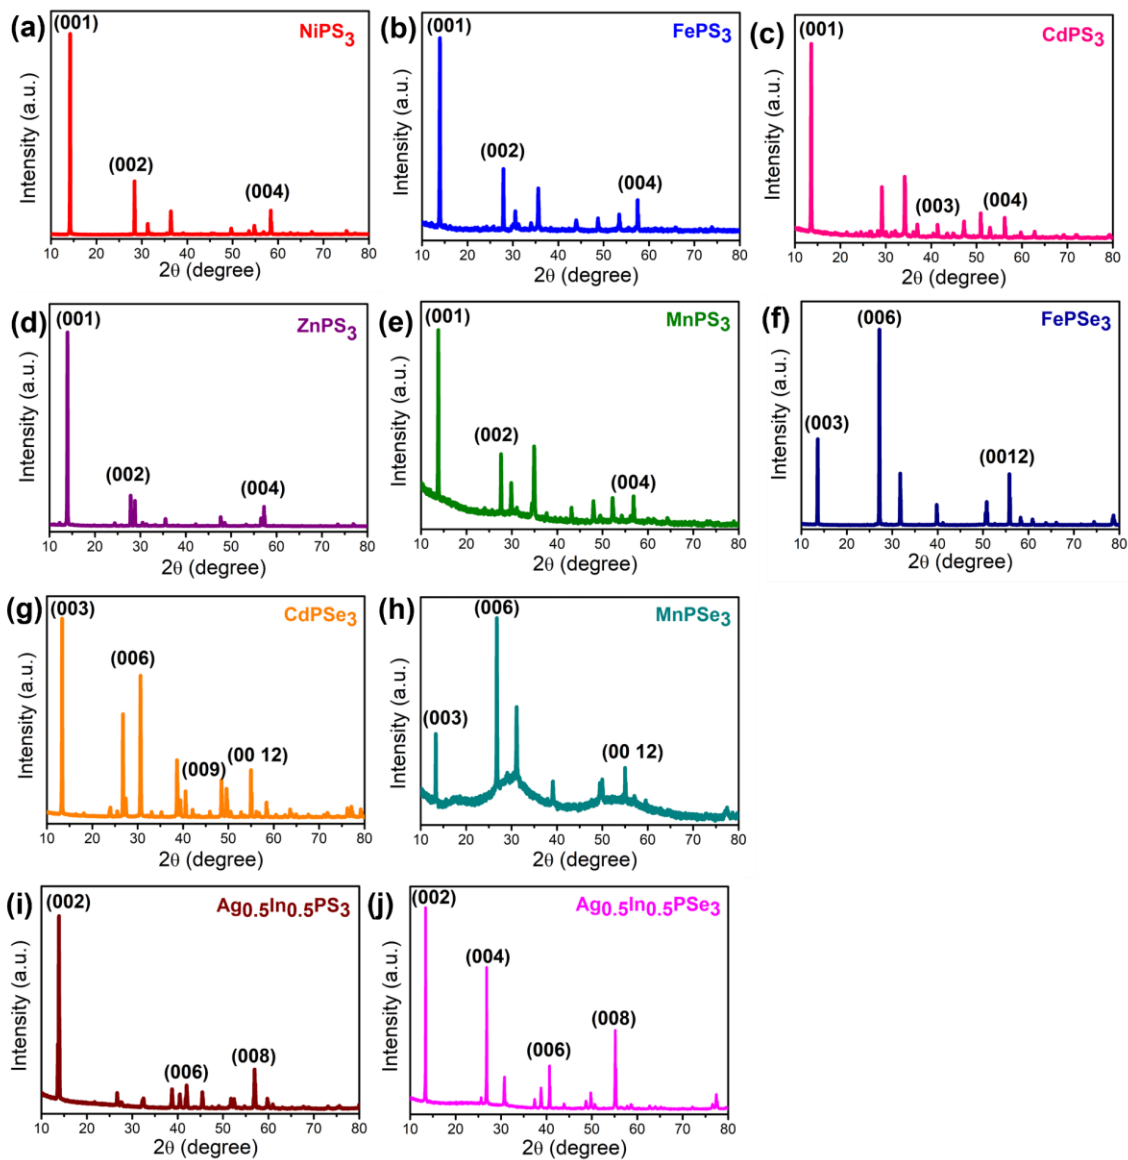 (a)
(001)
NiPS3
(002)
(004)
Intensity (a.u.)
10 20 30 40 50 60 70 80
2θ (degree)
(b)
(001)
FePS3
(002)
(004)
Intensity (a.u.)
10 20 30 40 50 60 70 80
2θ (degree)
(c)
(001)
CdPS3
(003)
(004)
Intensity (a.u.)
10 20 30 40 50 60 70 80
2θ (degree)
(d)
(001)
ZnPS3
(002)
(004)
Intensity (a.u.)
10 20 30 40 50 60 70 80
2θ (degree)
(e)
(001)
MnPS3
(002)
(004)
Intensity (a.u.)
10 20 30 40 50 60 70 80
2θ (degree)
(f)
(006)
FePSe3
(003)
(0012)
Intensity (a.u.)
10 20 30 40 50 60 70 80
2θ (degree)
(g)
(003)
CdPSe3
(006)
(009)
(00 12)
Intensity (a.u.)
10 20 30 40 50 60 70 80
2θ (degree)
(h)
(006)
MnPSe3
(003)
(00 12)
Intensity (a.u.)
10 20 30 40 50 60 70 80
2θ (degree)
(i)
(002)
Ag0.5In0.5PS3
(006)
(008)
Intensity (a.u.)
10 20 30 40 50 60 70 80
2θ (degree)
(j)
(002)
Ag0.5In0.5PSe3
(004)
(006)
(008)
Intensity (a.u.)
10 20 30 40 50 60 70 80
2θ (degree)